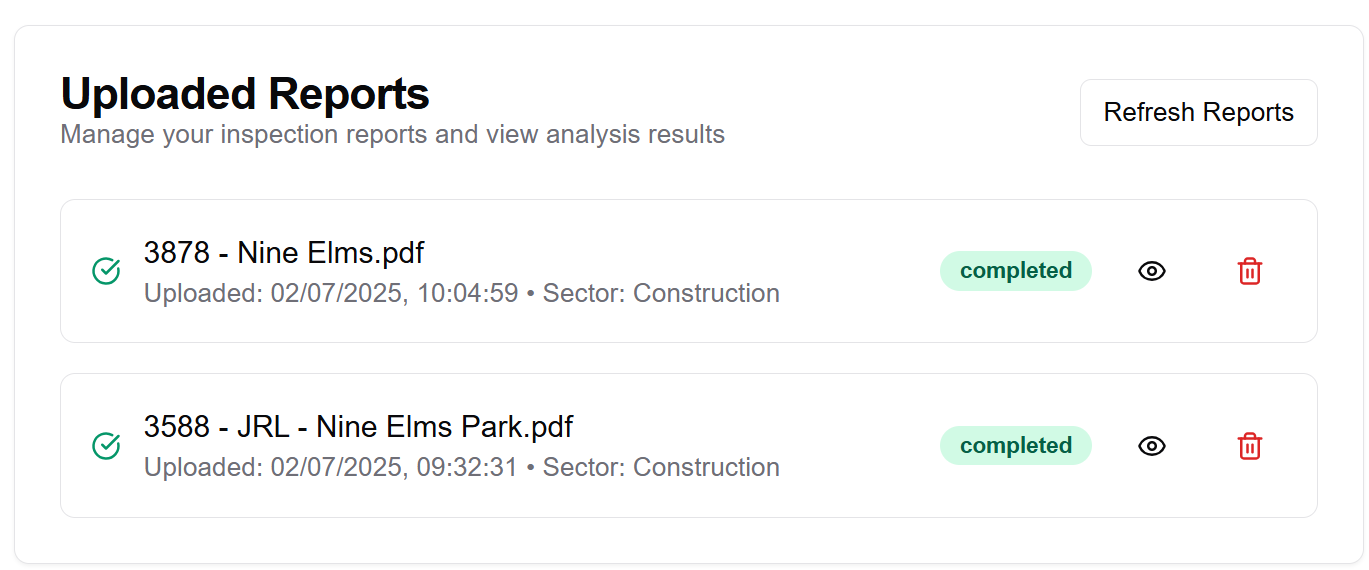 Uploaded Reports
Manage your inspection reports and view analysis results
Refresh Reports
3878 - Nine Elms.pdf
Uploaded: 02/07/2025, 10:04:59 • Sector: Construction
completed
3588 - JRL - Nine Elms Park.pdf
Uploaded: 02/07/2025, 09:32:31 • Sector: Construction
completed